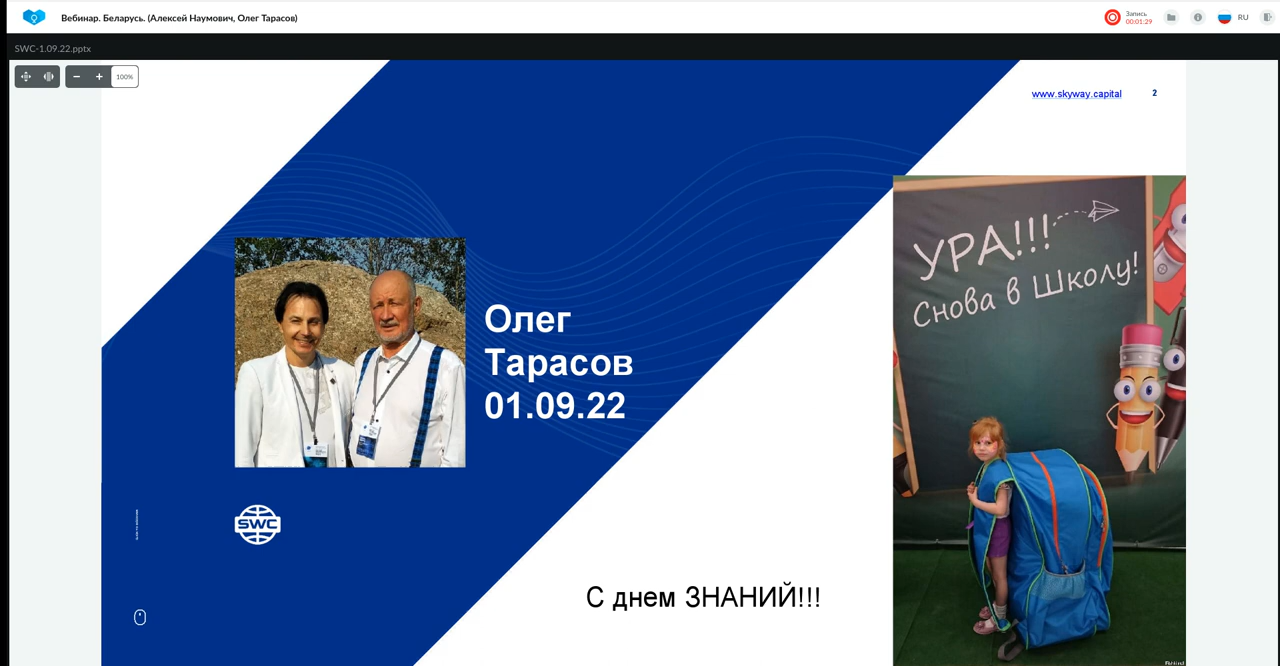 Вебинар. Беларусь. (Алексей Наумович, Олег Тарасов)
Запись
00:01:29
RU
SWC-1.09.22.pptx
100%
www.skyway.capital
2
УРА!!!
Снова в Школу!
Олег
Тарасов
01.09.22
SWC
С днем ЗНАНИЙ!!!